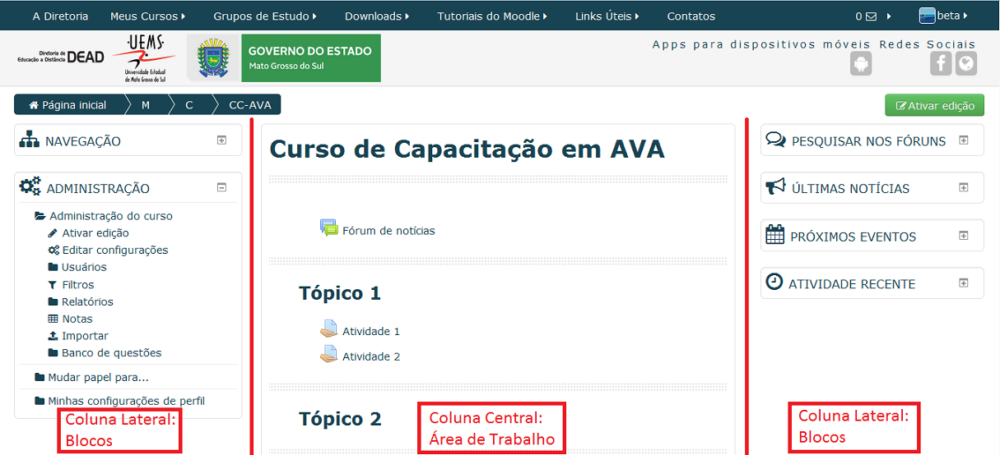 A Diretoria Meus Cursos Grupos de Estudo Downloads Tutoriais do Moodle Links Úteis Contatos 0 beta
Diretoria de
Educação a Distância DEAD
UEMS
Universidade Estadual
de Mato Grosso do Sul
GOVERNO DO ESTADO
Mato Grosso do Sul
Apps para dispositivos móveis Redes Sociais
Página inicial M C CC-AVA
Ativar edição
NAVEGAÇÃO
ADMINISTRAÇÃO
Administração do curso
Ativar edição
Editar configurações
Usuários
Filtros
Relatórios
Notas
Importar
Banco de questões
Mudar papel para...
Minhas configurações de perfil
Coluna Lateral:
Blocos
Curso de Capacitação em AVA
Fórum de notícias
Tópico 1
Atividade 1
Atividade 2
Tópico 2
Coluna Central:
Área de Trabalho
PESQUISAR NOS FÓRUNS
ÚLTIMAS NOTÍCIAS
PRÓXIMOS EVENTOS
ATIVIDADE RECENTE
Coluna Lateral:
Blocos